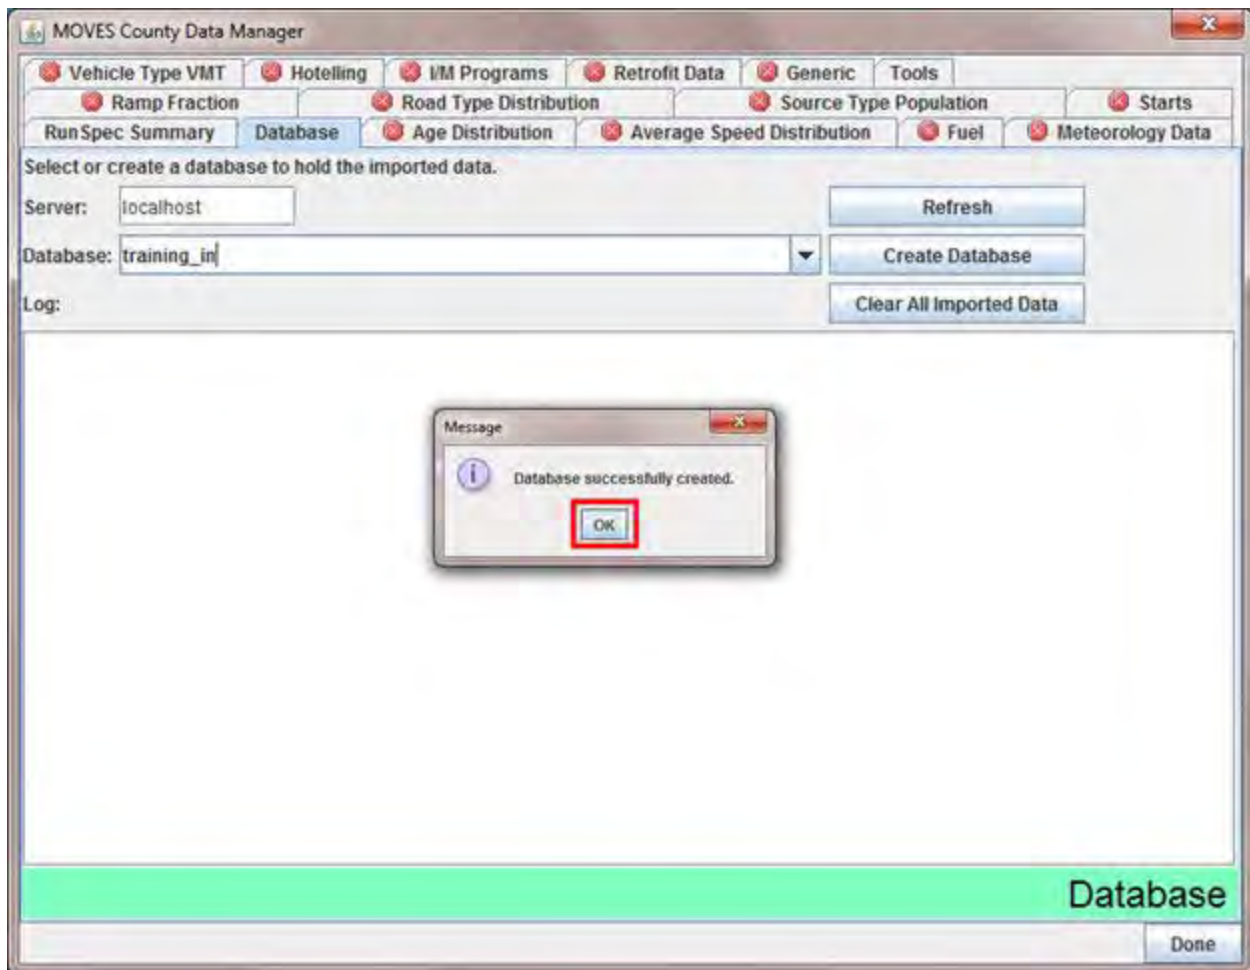 MOVES County Data Manager
Vehicle Type VMT Hotelling I/M Programs Retrofit Data Generic Tools
Ramp Fraction Road Type Distribution Source Type Population Starts
RunSpec Summary Database Age Distribution Average Speed Distribution Fuel Meteorology Data
Select or create a database to hold the imported data.
Server: localhost Refresh
Database: training_in Create Database
Log: Clear All Imported Data
Message
Database successfully created.
OK
Database
Done